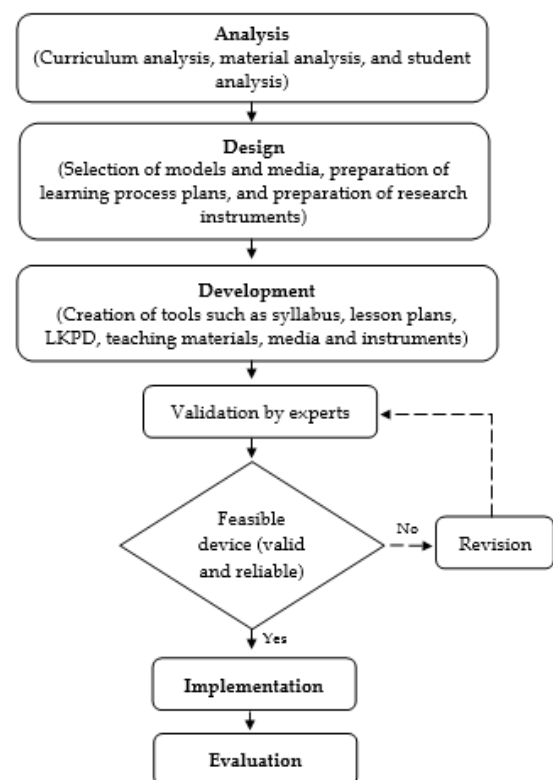 Analysis
(Curriculum analysis, material analysis, and student
analysis)
Design
(Selection of models and media, preparation of
learning process plans, and preparation of research
instruments)
Development
(Creation of tools such as syllabus, lesson plans,
LKPD, teaching materials, media and instruments)
Validation by experts
Feasible
device (valid
and reliable)
No
Revision
Yes
Implementation
Evaluation